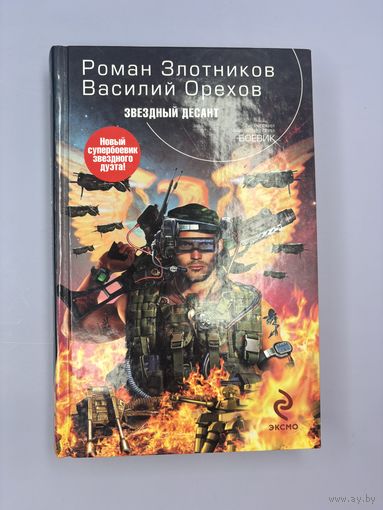 Роман Злотников
Василий Орехов
ЗВЕЗДНЫЙ ДЕСАНТ
БОЕВИК
Новый
супербоевик
звездного
дуэта!
ЭКСМО
www.ay.by